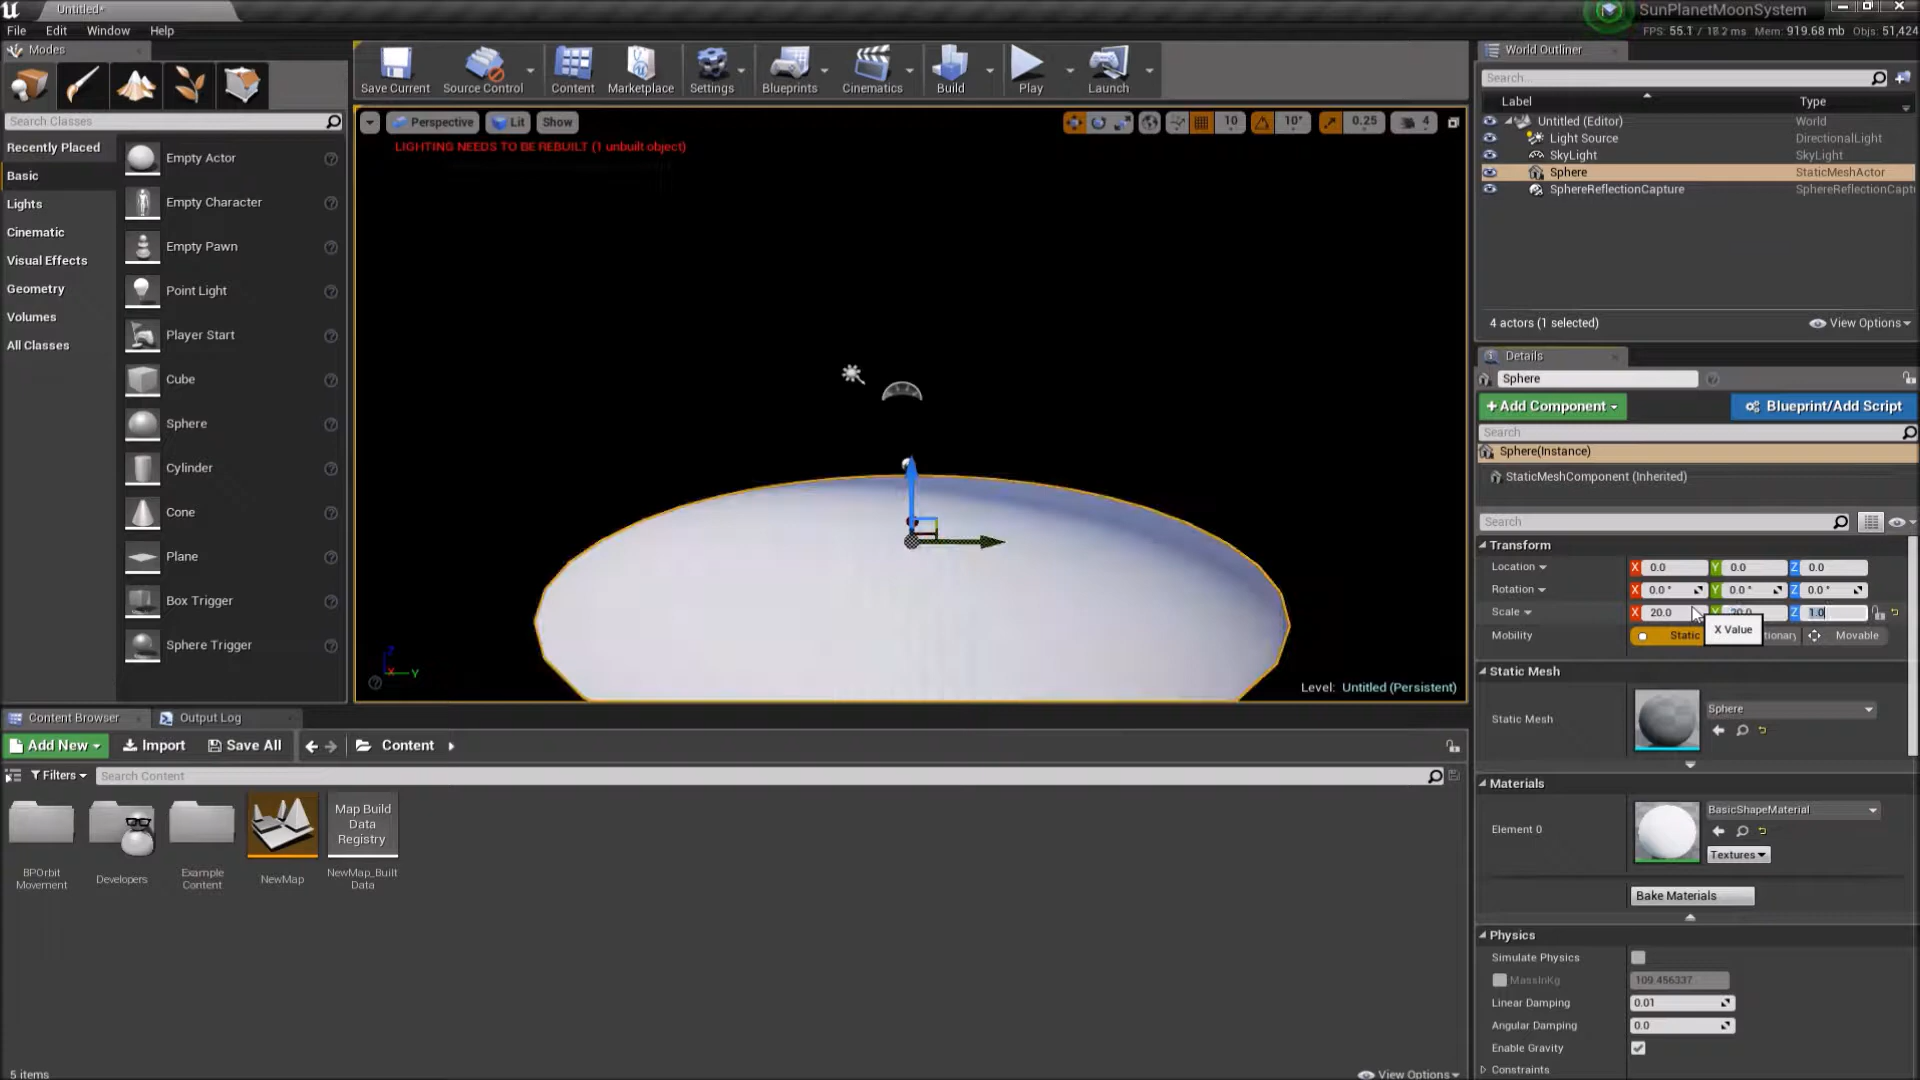 Untitled*
SunPlanetMoonSystem
File Edit Window Help
FPS: 55.1 / 18.2 ms Mem: 919.68 mb Objs: 51,424
Modes
Save Current Source Control Content Marketplace Settings Blueprints Cinematics Build Play Launch
Search Classes
Recently Placed
Basic
Lights
Cinematic
Visual Effects
Geometry
Volumes
All Classes
Empty Actor
Empty Character
Empty Pawn
Point Light
Player Start
Cube
Sphere
Cylinder
Cone
Plane
Box Trigger
Sphere Trigger
Perspective Lit Show
10 10° 0.25 4
LIGHTING NEEDS TO BE REBUILT (1 unbuilt object)
Z
X Y
Level: Untitled (Persistent)
World Outliner
Search...
Label Type
Untitled (Editor) World
Light Source DirectionalLight
SkyLight SkyLight
Sphere StaticMeshActor
SphereReflectionCapture SphereReflectionCapt
4 actors (1 selected) View Options
Details
Sphere
+Add Component Blueprint/Add Script
Search
Sphere(Instance)
StaticMeshComponent (Inherited)
Search
Transform
Location X 0.0 Y 0.0 Z 0.0
Rotation X 0.0 ° Y 0.0 ° Z 0.0 °
Scale X 20.0 Y 20.0 Z 1.0
X Value
Mobility Static tionary Movable
Static Mesh
Static Mesh Sphere
Materials
Element 0 BasicShapeMaterial
Textures
Bake Materials
Physics
Simulate Physics
MassInKg 109.456337
Linear Damping 0.01
Angular Damping 0.0
Enable Gravity
Constraints
Content Browser Output Log
Add New Import Save All Content
Filters Search Content
BPOrbit
Movement
Developers
Example
Content
NewMap
Map Build
Data
Registry
NewMap_Built
Data
5 items View Options